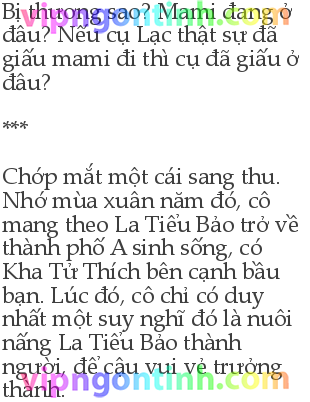 vipngontinh.com
Bị thương sao? Mami đang ở
đâu? Nếu cụ Lạc thật sự đã
giấu mami đi thì cụ đã giấu ở
đâu?
***
Chớp mắt một cái sang thu.
Nhớ mùa xuân năm đó, cô
mang theo La Tiểu Bảo trở về
thành phố A sinh sống, có
Kha Tử Thích bên cạnh bầu
bạn. Lúc đó, cô chỉ có duy
nhất một suy nghĩ đó là nuôi
nấng La Tiểu Bảo thành
người, để cậu vui vẻ trưởng
thành.
vipngontinh.com